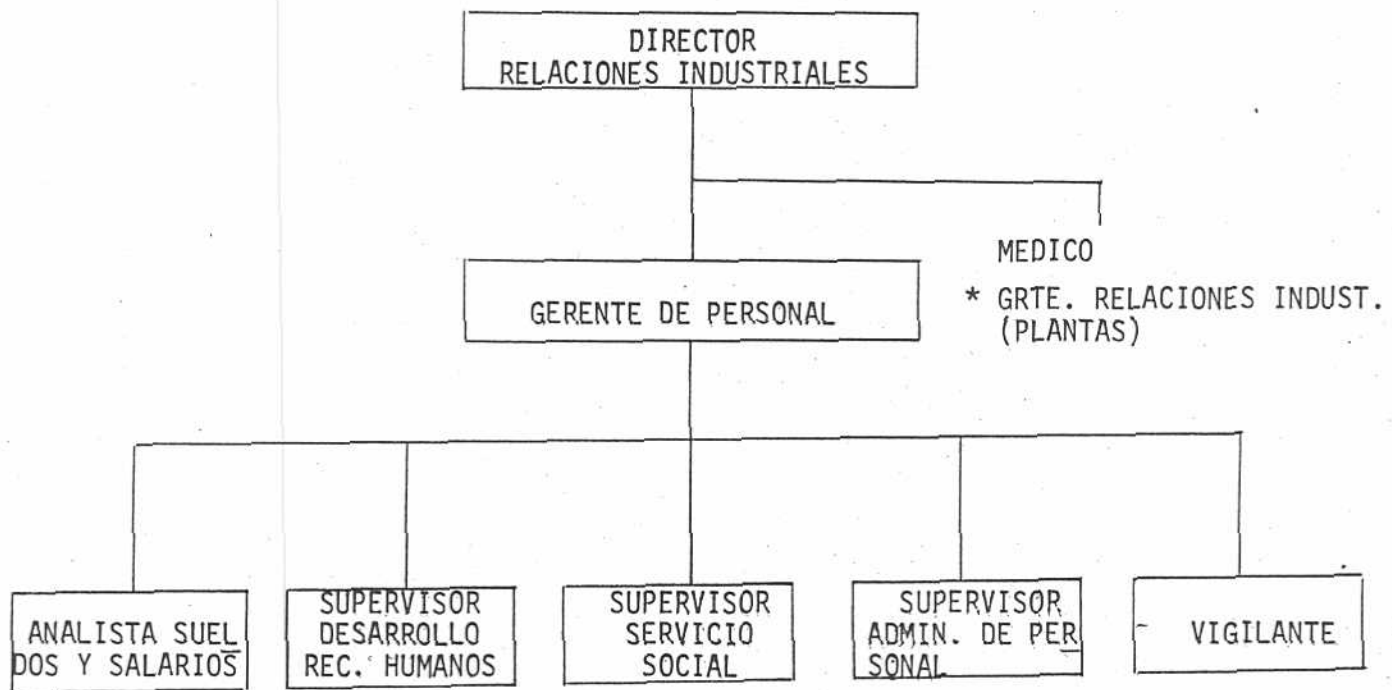 DIRECTOR
RELACIONES INDUSTRIALES
MEDICO
* GRTE. RELACIONES INDUST.
(PLANTAS)
GERENTE DE PERSONAL
ANALISTA SUEL
DOS Y SALARIOS
SUPERVISOR
DESARROLLO
REC. HUMANOS
SUPERVISOR
SERVICIO
SOCIAL
SUPERVISOR
ADMIN. DE PER
SONAL
VIGILANTE